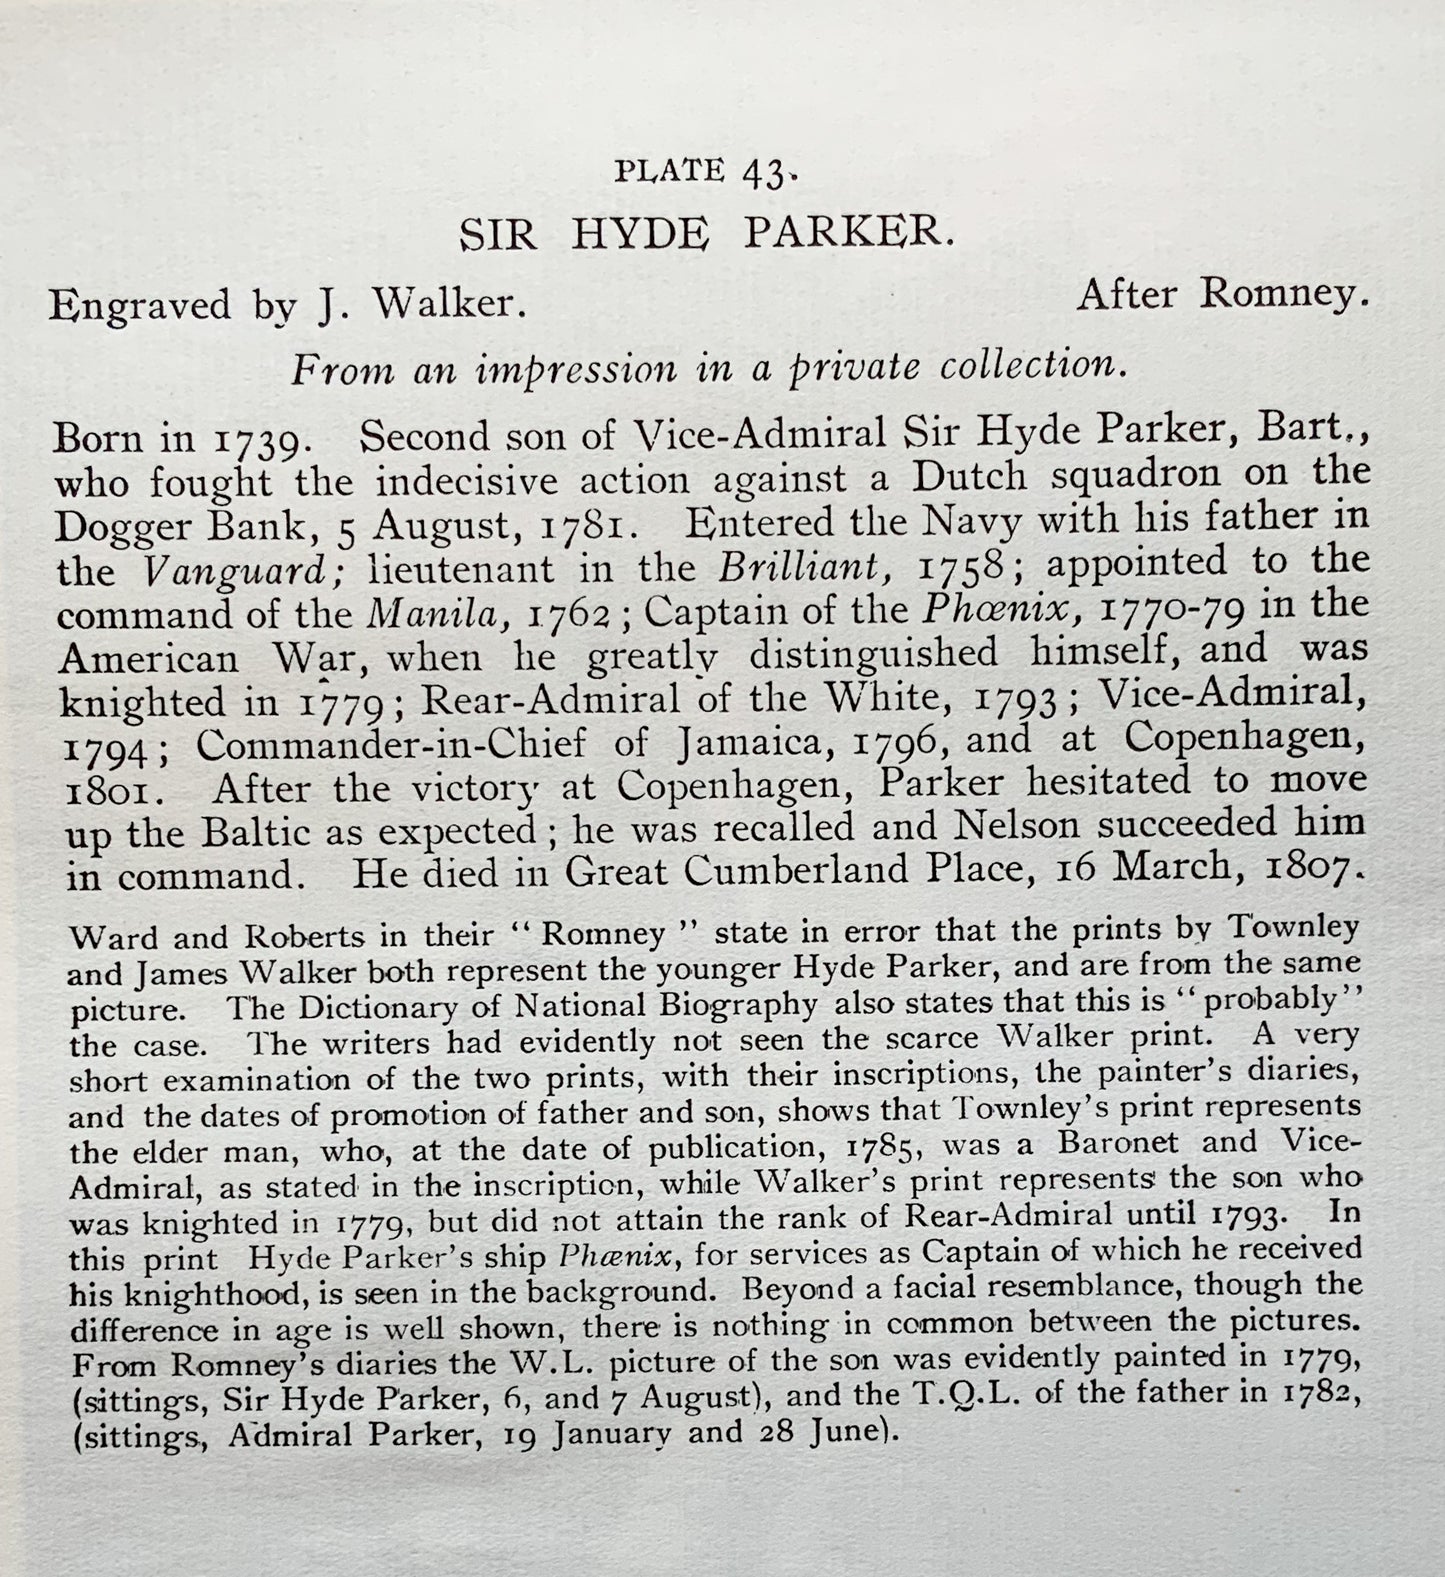 PLATE 43.
SIR HYDE PARKER.
Engraved by J. Walker. After Romney.
From an impression in a private collection.
Born in 1739. Second son of Vice-Admiral Sir Hyde Parker, Bart.,
who fought the indecisive action against a Dutch squadron on the
Dogger Bank, 5 August, 1781. Entered the Navy with his father in
the Vanguard; lieutenant in the Brilliant, 1758; appointed to the
command of the Manila, 1762; Captain of the Phœnix, 1770-79 in the
American War, when he greatly distinguished himself, and was
knighted in 1779; Rear-Admiral of the White, 1793; Vice-Admiral,
1794; Commander-in-Chief of Jamaica, 1796, and at Copenhagen,
1801. After the victory at Copenhagen, Parker hesitated to move
up the Baltic as expected; he was recalled and Nelson succeeded him
in command. He died in Great Cumberland Place, 16 March, 1807.
Ward and Roberts in their "Romney" state in error that the prints by Townley
and James Walker both represent the younger Hyde Parker, and are from the same
picture. The Dictionary of National Biography also states that this is "probably"
the case. The writers had evidently not seen the scarce Walker print. A very
short examination of the two prints, with their inscriptions, the painter's diaries,
and the dates of promotion of father and son, shows that Townley's print represents
the elder man, who, at the date of publication, 1785, was a Baronet and Vice-
Admiral, as stated in the inscription, while Walker's print represents the son who
was knighted in 1779, but did not attain the rank of Rear-Admiral until 1793. In
this print Hyde Parker's ship Phœnix, for services as Captain of which he received
his knighthood, is seen in the background. Beyond a facial resemblance, though the
difference in age is well shown, there is nothing in common between the pictures.
From Romney's diaries the W.L. picture of the son was evidently painted in 1779,
(sittings, Sir Hyde Parker, 6, and 7 August), and the T.Q.L. of the father in 1782,
(sittings, Admiral Parker, 19 January and 28 June).